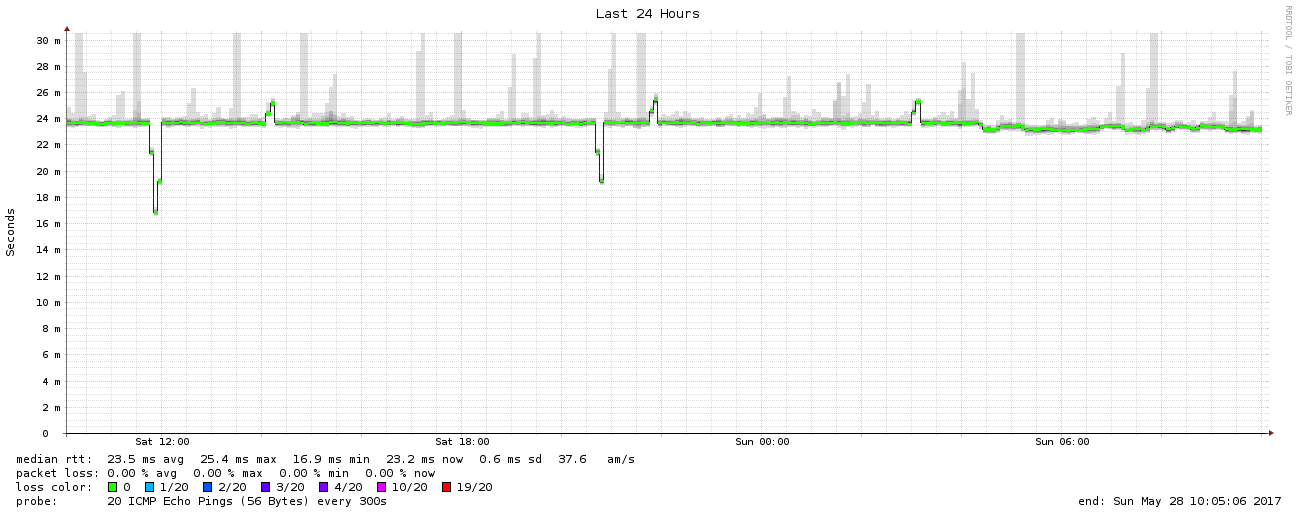 Last 24 Hours
RRDTOOL / TOBI OETIKER
Seconds
30 m
28 m
26 m
24 m
22 m
20 m
18 m
16 m
14 m
12 m
10 m
8 m
6 m
4 m
2 m
0
Sat 12:00 Sat 18:00 Sun 00:00 Sun 06:00
median rtt: 23.5 ms avg 25.4 ms max 16.9 ms min 23.2 ms now 0.6 ms sd 37.6 am/s
packet loss: 0.00 % avg 0.00 % max 0.00 % min 0.00 % now
loss color: 0 1/20 2/20 3/20 4/20 10/20 19/20
probe: 20 ICMP Echo Pings (56 Bytes) every 300s end: Sun May 28 10:05:06 2017